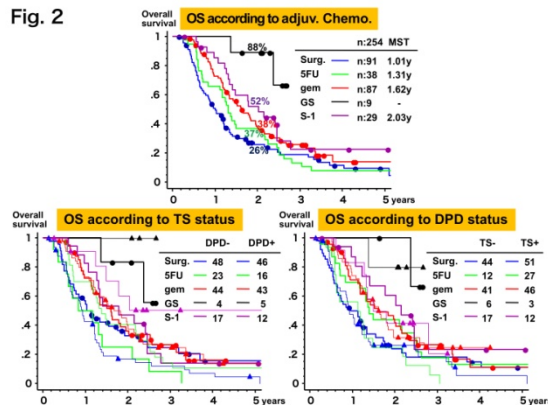 Fig. 2
Overall survival
OS according to adjuv. Chemo.
n:254 MST
Surg. n:91 1.01y
5FU n:38 1.31y
gem n:87 1.62y
GS n:9 -
S-1 n:29 2.03y
88%
52%
38%
37%
26%
1
.8
.6
.4
.2
0
0 1 2 3 4 5 years
Overall survival
OS according to TS status
DPD- DPD+
Surg. 48 46
5FU 23 16
gem 44 43
GS 4 5
S-1 17 12
1
.8
.6
.4
.2
0
0 1 2 3 4 5 years
Overall survival
OS according to DPD status
TS- TS+
Surg. 44 51
5FU 12 27
gem 41 46
GS 6 3
S-1 17 12
1
.8
.6
.4
.2
0
0 1 2 3 4 5 years